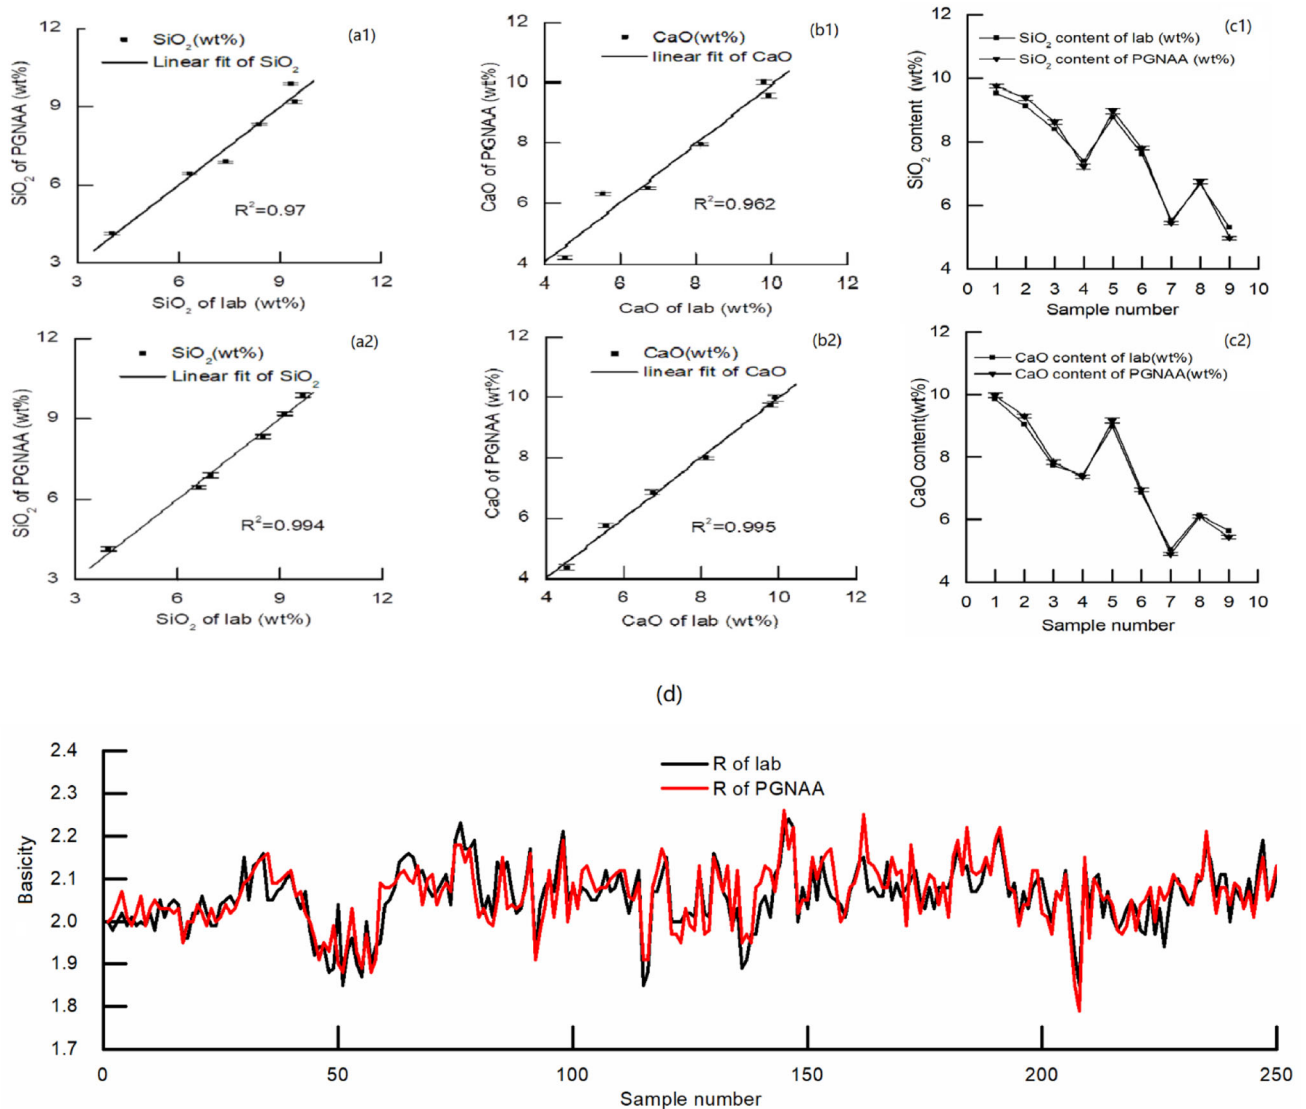 (a1)
SiO2(wt%)
Linear fit of SiO2
12
9
6
3
SiO2 of PGNAA (wt%)
R²=0.97
3 6 9 12
SiO2 of lab (wt%)
(b1)
CaO(wt%)
linear fit of CaO
12
10
8
6
4
CaO of PGNAA (wt%)
R²=0.962
4 6 8 10 12
CaO of lab (wt%)
(c1)
SiO2 content of lab (wt%)
SiO2 content of PGNAA (wt%)
12
10
8
6
4
SiO2 content (wt%)
0 1 2 3 4 5 6 7 8 9 10
Sample number
(a2)
SiO2(wt%)
Linear fit of SiO2
12
9
6
3
SiO2 of PGNAA (wt%)
R²=0.994
3 6 9 12
SiO2 of lab (wt%)
(b2)
CaO(wt%)
linear fit of CaO
12
10
8
6
4
CaO of PGNAA (wt%)
R²=0.995
4 6 8 10 12
CaO of lab (wt%)
(c2)
CaO content of lab(wt%)
CaO content of PGNAA(wt%)
12
10
8
6
4
CaO content(wt%)
0 1 2 3 4 5 6 7 8 9 10
Sample number
(d)
R of lab
R of PGNAA
2.4
2.3
2.2
2.1
2.0
1.9
1.8
1.7
Basicity
0 50 100 150 200 250
Sample number